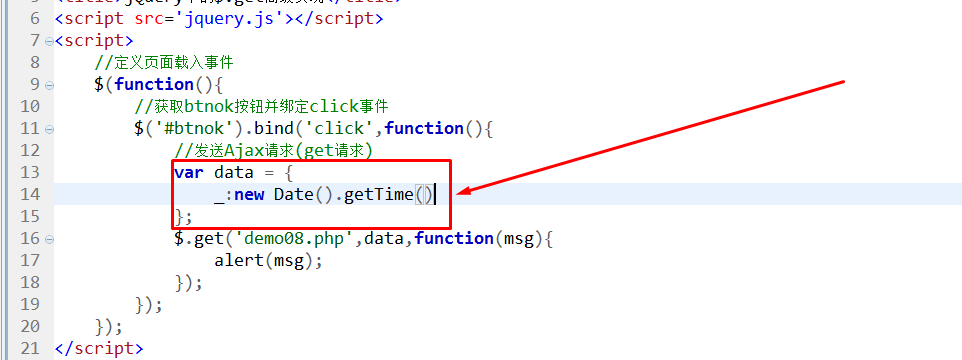 6 <script src='jquery.js'></script>
7 <script>
8 //定义页面载入事件
9 $(function(){
10 //获取btnok按钮并绑定click事件
11 $('#btnok').bind('click',function(){
12 //发送Ajax请求(get请求)
13 var data = {
14 _:new Date().getTime()
15 };
16 $.get('demo08.php',data,function(msg){
17 alert(msg);
18 });
19 });
20 });
21 </script>